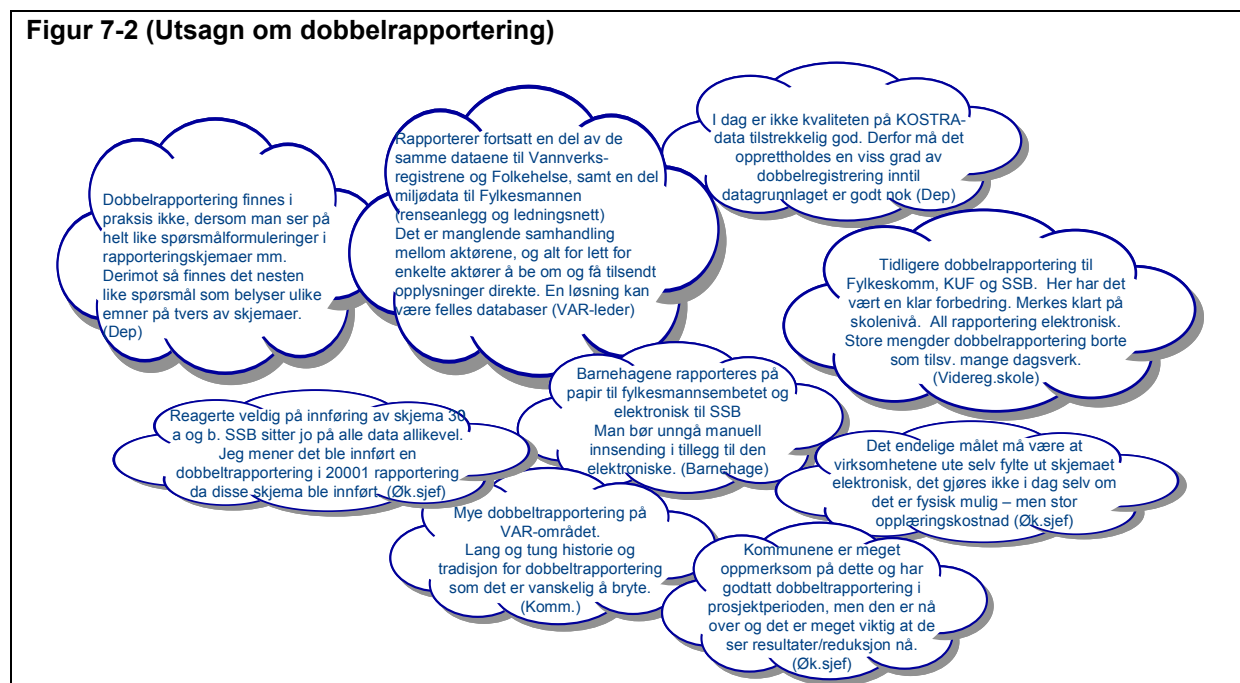 Figur 7-2 (Utsagn om dobbelrapportering)
Dobbelrapportering finnes i
praksis ikke, dersom man ser på
helt like spørsmålformuleringer i
rapporteringskjemaer mm.
Derimot så finnes det nesten
like spørsmål som belyser ulike
emner på tvers av skjemaer.
(Dep)
Rapporterer fortsatt en del av de
samme dataene til Vannverks-
registrene og Folkehelse, samt en del
miljødata til Fylkesmannen
(renseanlegg og ledningsnett)
Det er manglende samhandling
mellom aktørene, og alt for lett for
enkelte aktører å be om og få tilsendt
opplysninger direkte. En løsning kan
være felles databaser (VAR-leder)
I dag er ikke kvaliteten på KOSTRA-
data tilstrekkelig god. Derfor må det
opprettholdes en viss grad av
dobbelregistrering inntil
datagrunnlaget er godt nok (Dep)
Tidligere dobbelrapportering til
Fylkeskomm, KUF og SSB.  Her har det
vært en klar forbedring. Merkes klart på
skolenivå.  All rapportering elektronisk.
Store mengder dobbelrapportering borte
som tilsv. mange dagsverk.
(Videreg.skole)
Reagerte veldig på innføring av skjema 30
a og b. SSB sitter jo på alle data allikevel.
Jeg mener det ble innført en
dobbeltrapportering i 20001 rapportering
da disse skjema ble innført. (Øk.sjef)
Barnehagene rapporteres på
papir til fylkesmannsembetet og
elektronisk til SSB
Man bør unngå manuell
innsending i tillegg til den
elektroniske. (Barnehage)
Det endelige målet må være at
virksomhetene ute selv fylte ut skjemaet
elektronisk, det gjøres ikke i dag selv om
det er fysisk mulig – men stor
opplæringskostnad (Øk.sjef)
Mye dobbeltrapportering på
VAR-området.
Lang og tung historie og
tradisjon for dobbeltrapportering
som det er vanskelig å bryte.
(Komm.)
Kommunene er meget
oppmerksom på dette og har
godtatt dobbeltrapportering i
prosjektperioden, men den er nå
over og det er meget viktig at de
ser resultater/reduksjon nå.
(Øk.sjef)